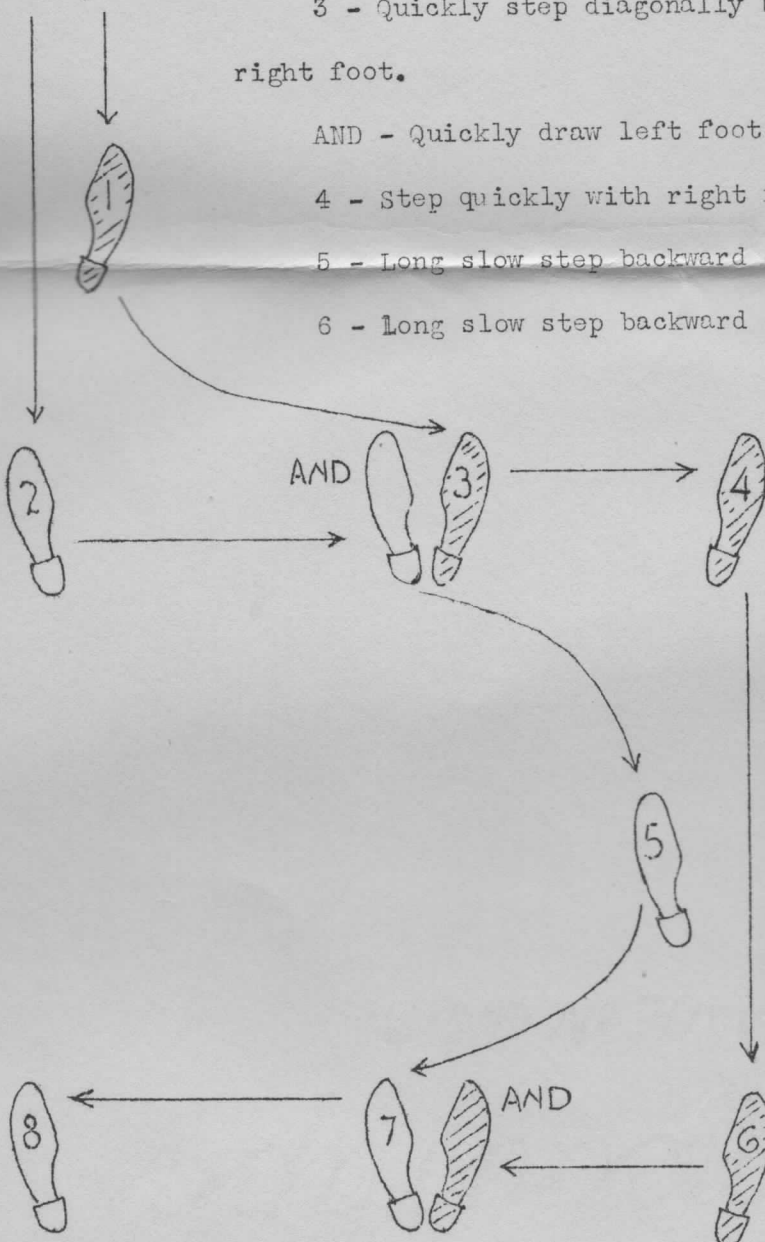 3 - Quickly step diagonally
right foot.
AND - Quickly draw left foot
4 - Step quickly with right
5 - Long slow step backward
6 - Long slow step backward
1
AND
2
3
4
5
AND
8
7
6